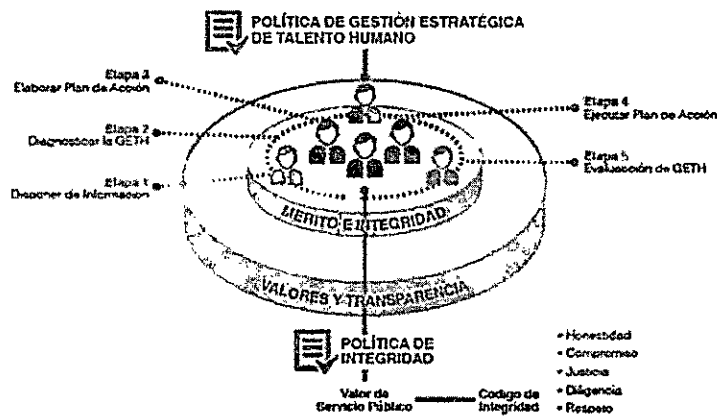 POLÍTICA DE GESTIÓN ESTRATÉGICA
DE TALENTO HUMANO
Etapa 3
Elaborar Plan de Acción
Etapa 2
Diagnosticar la GETH
Etapa 1
Disponer de Información
Etapa 4
Ejecutar Plan de Acción
Etapa 5
Evaluación de GETH
MERITO E INTEGRIDAD
VALORES Y TRANSPARENCIA
POLÍTICA DE
INTEGRIDAD
Valor de
Servicio Público
Codigo de
Integridad
• Honestidad
• Compromiso
• Justicia
• Diligencia
• Respeto